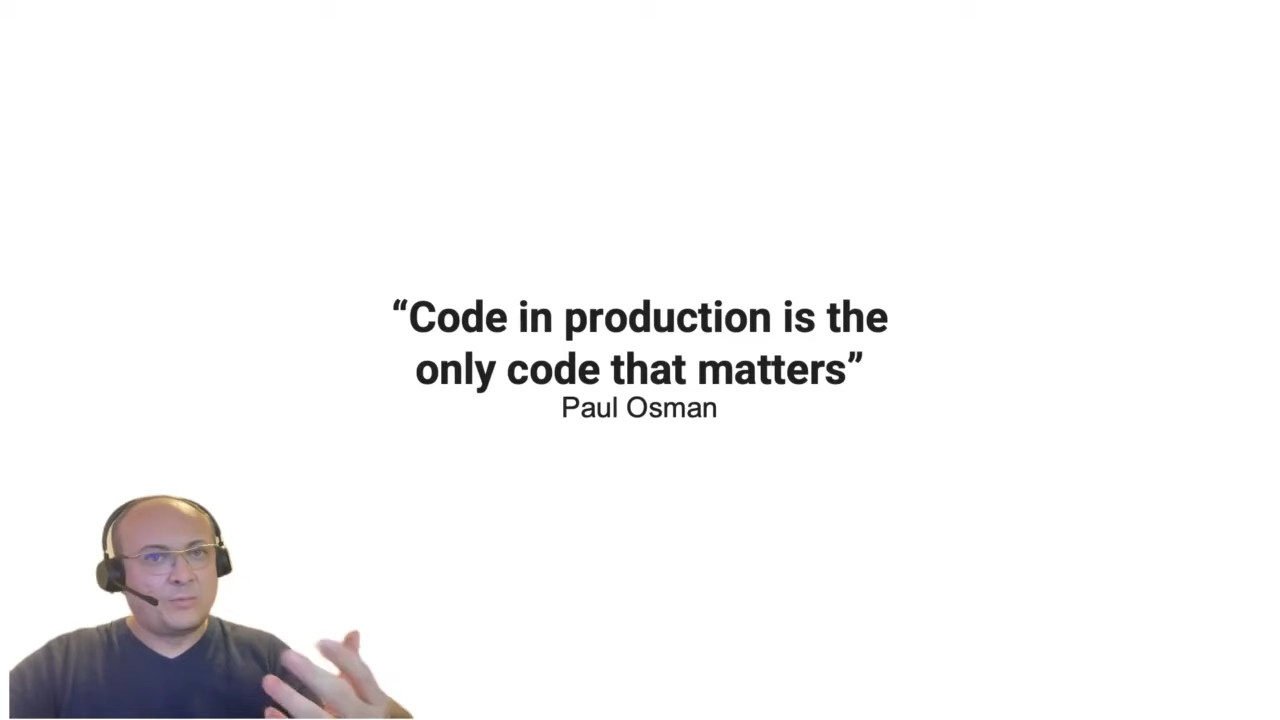 “Code in production is the
only code that matters”
Paul Osman